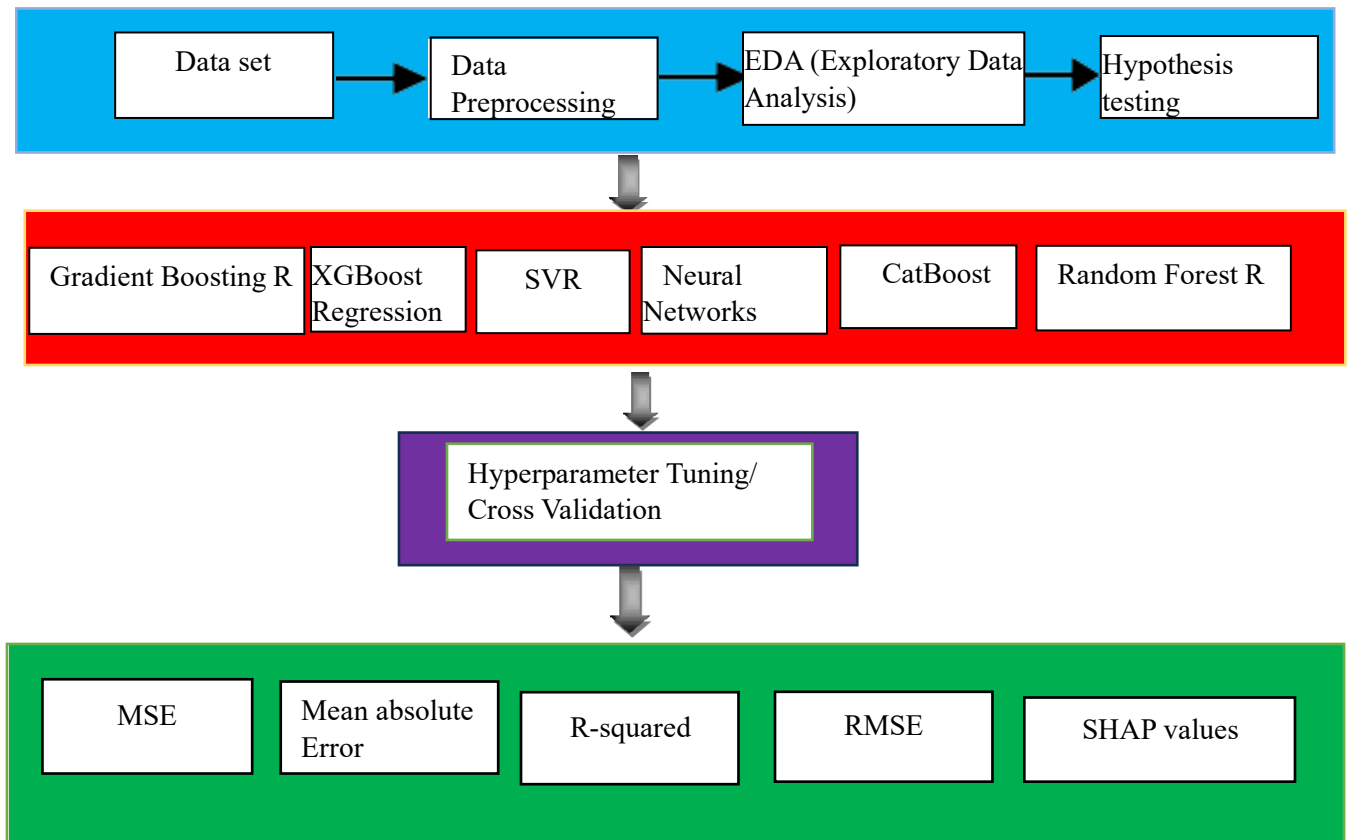 Data set
Data
Preprocessing
EDA (Exploratory Data
Analysis)
Hypothesis
testing
Gradient Boosting R
XGBoost
Regression
SVR
Neural
Networks
CatBoost
Random Forest R
Hyperparameter Tuning/
Cross Validation
MSE
Mean absolute
Error
R-squared
RMSE
SHAP values